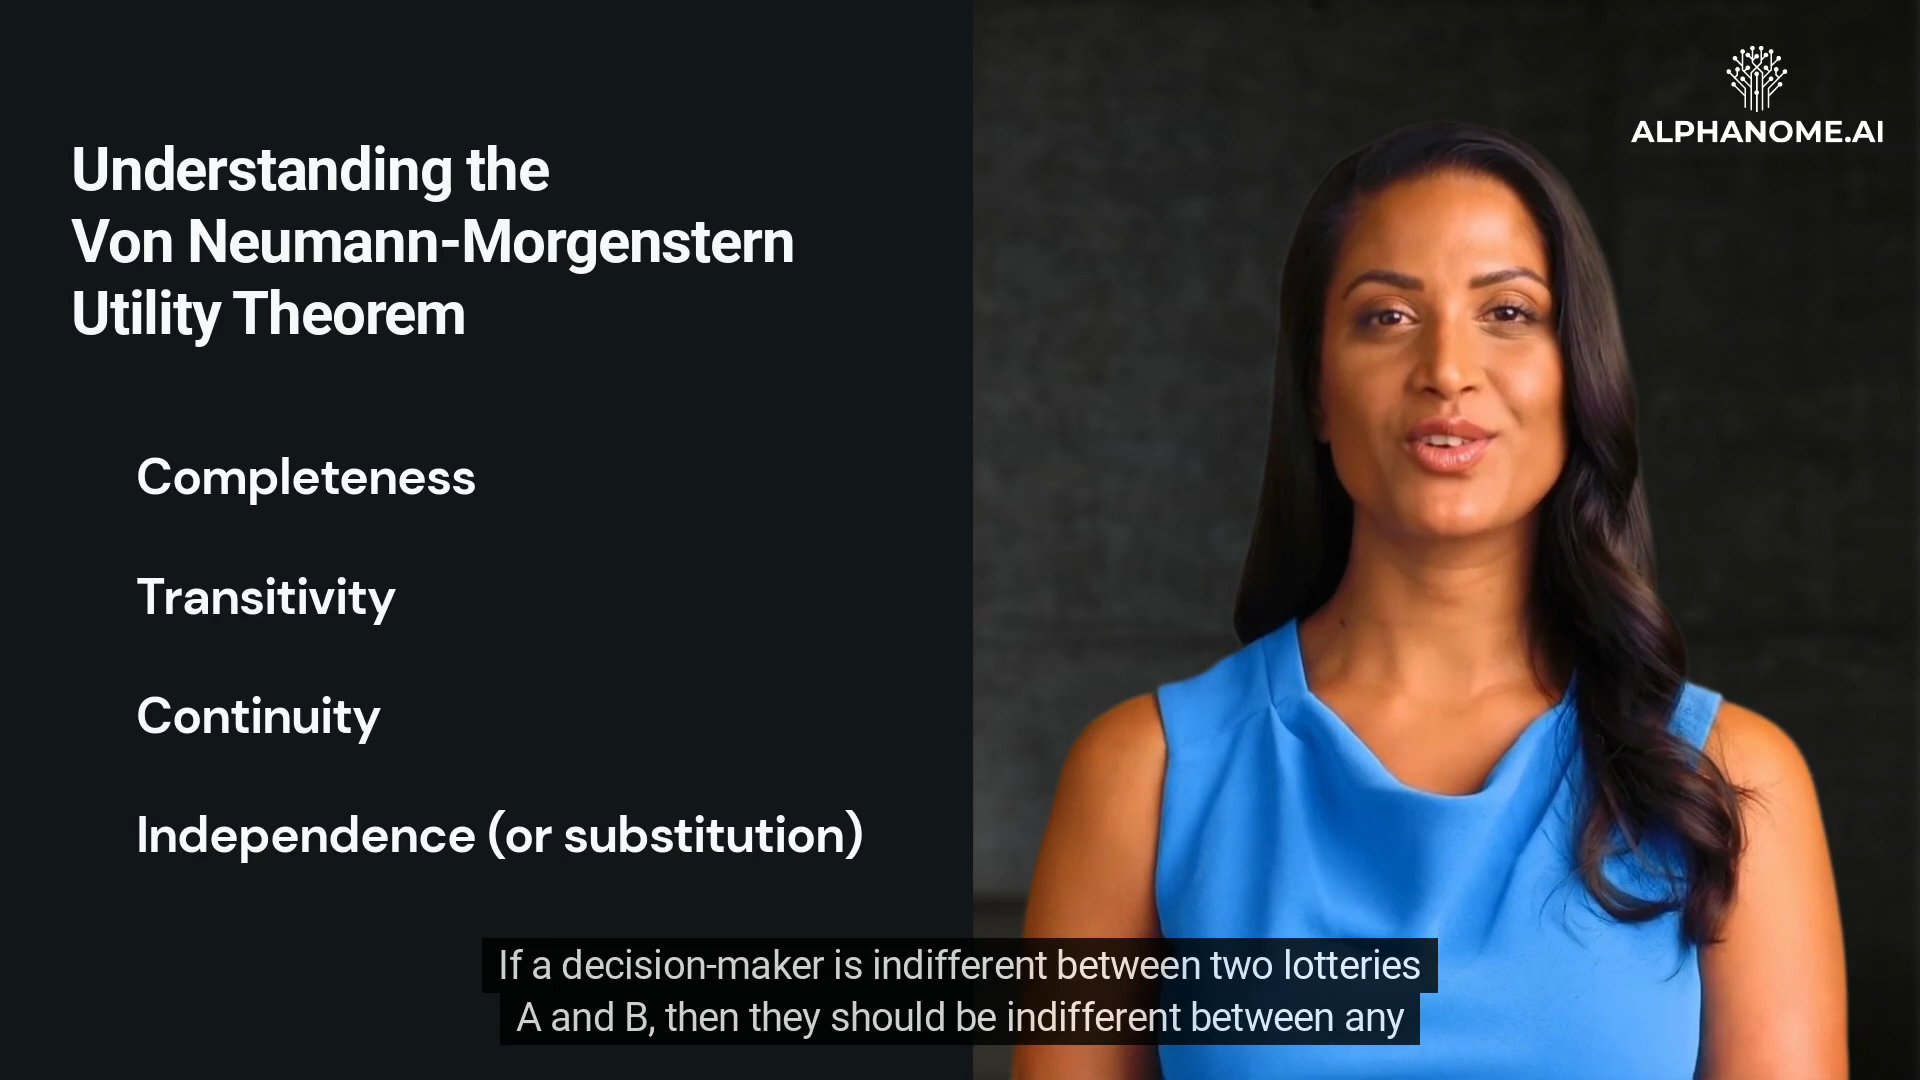 ALPHANOME.AI
Understanding the
Von Neumann-Morgenstern
Utility Theorem
Completeness
Transitivity
Continuity
Independence (or substitution)
If a decision-maker is indifferent between two lotteries
A and B, then they should be indifferent between any